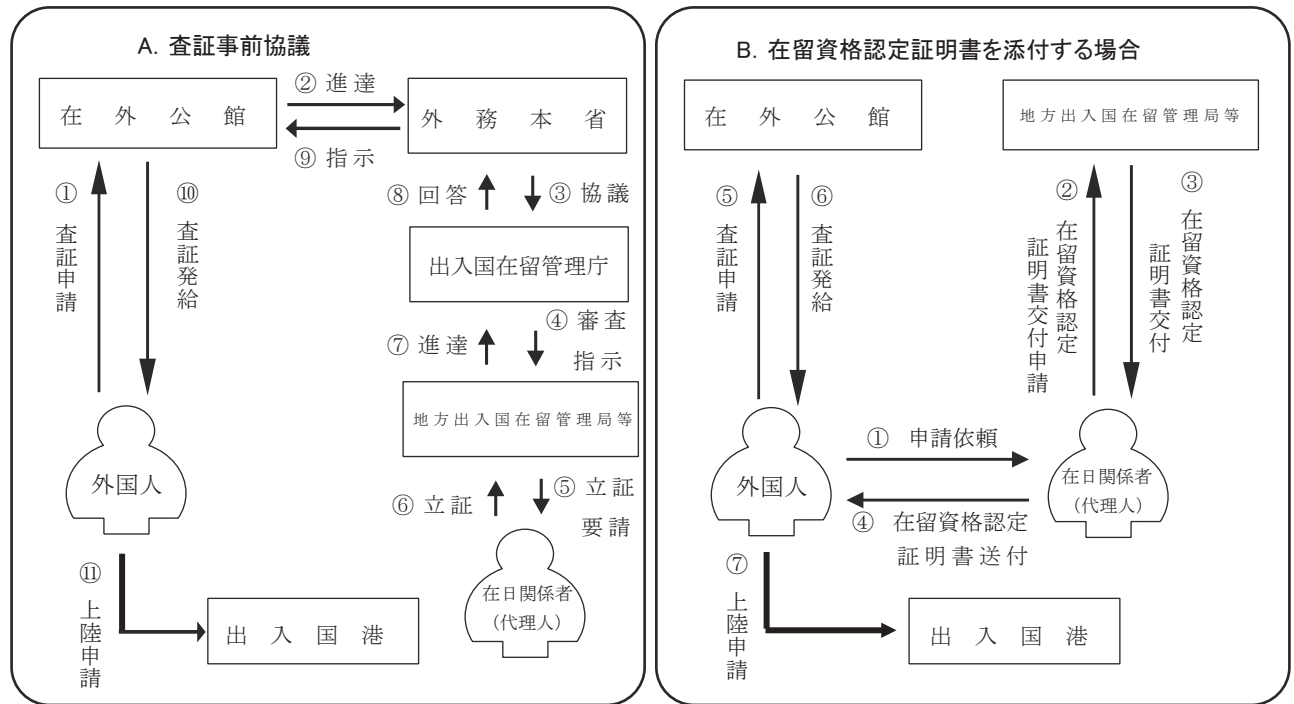 A. 査証事前協議
在外公館
② 進達
⑨ 指示
外務本省
① 査証申請
⑩ 査証発給
⑧ 回答
③ 協議
出入国在留管理庁
⑦ 進達
④ 審査
指示
地方出入国在留管理局等
⑥ 立証
⑤ 立証
要請
外国人
在日関係者
(代理人)
⑪ 上陸申請
出入国港
B. 在留資格認定証明書を添付する場合
在外公館
地方出入国在留管理局等
⑤ 査証申請
⑥ 査証発給
② 在留資格認定
証明書交付申請
③ 在留資格認定
証明書交付
① 申請依頼
外国人
在日関係者
(代理人)
④ 在留資格認定
証明書送付
⑦ 上陸申請
出入国港